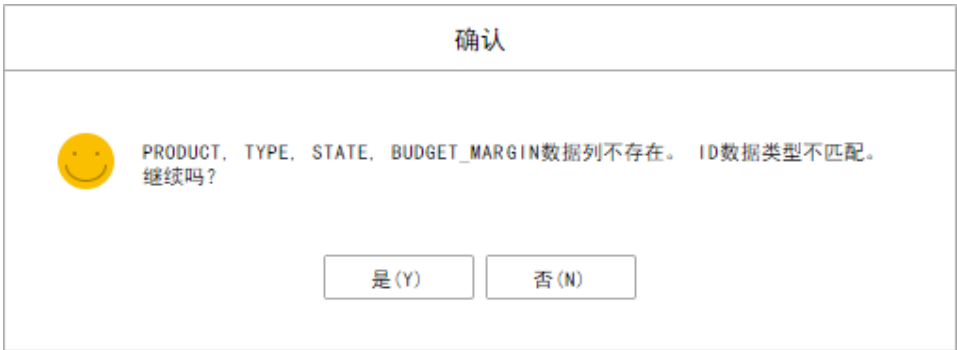 确认
PRODUCT, TYPE, STATE, BUDGET_MARGIN数据列不存在。 ID数据类型不匹配。
继续吗？
是(Y)
否(N)